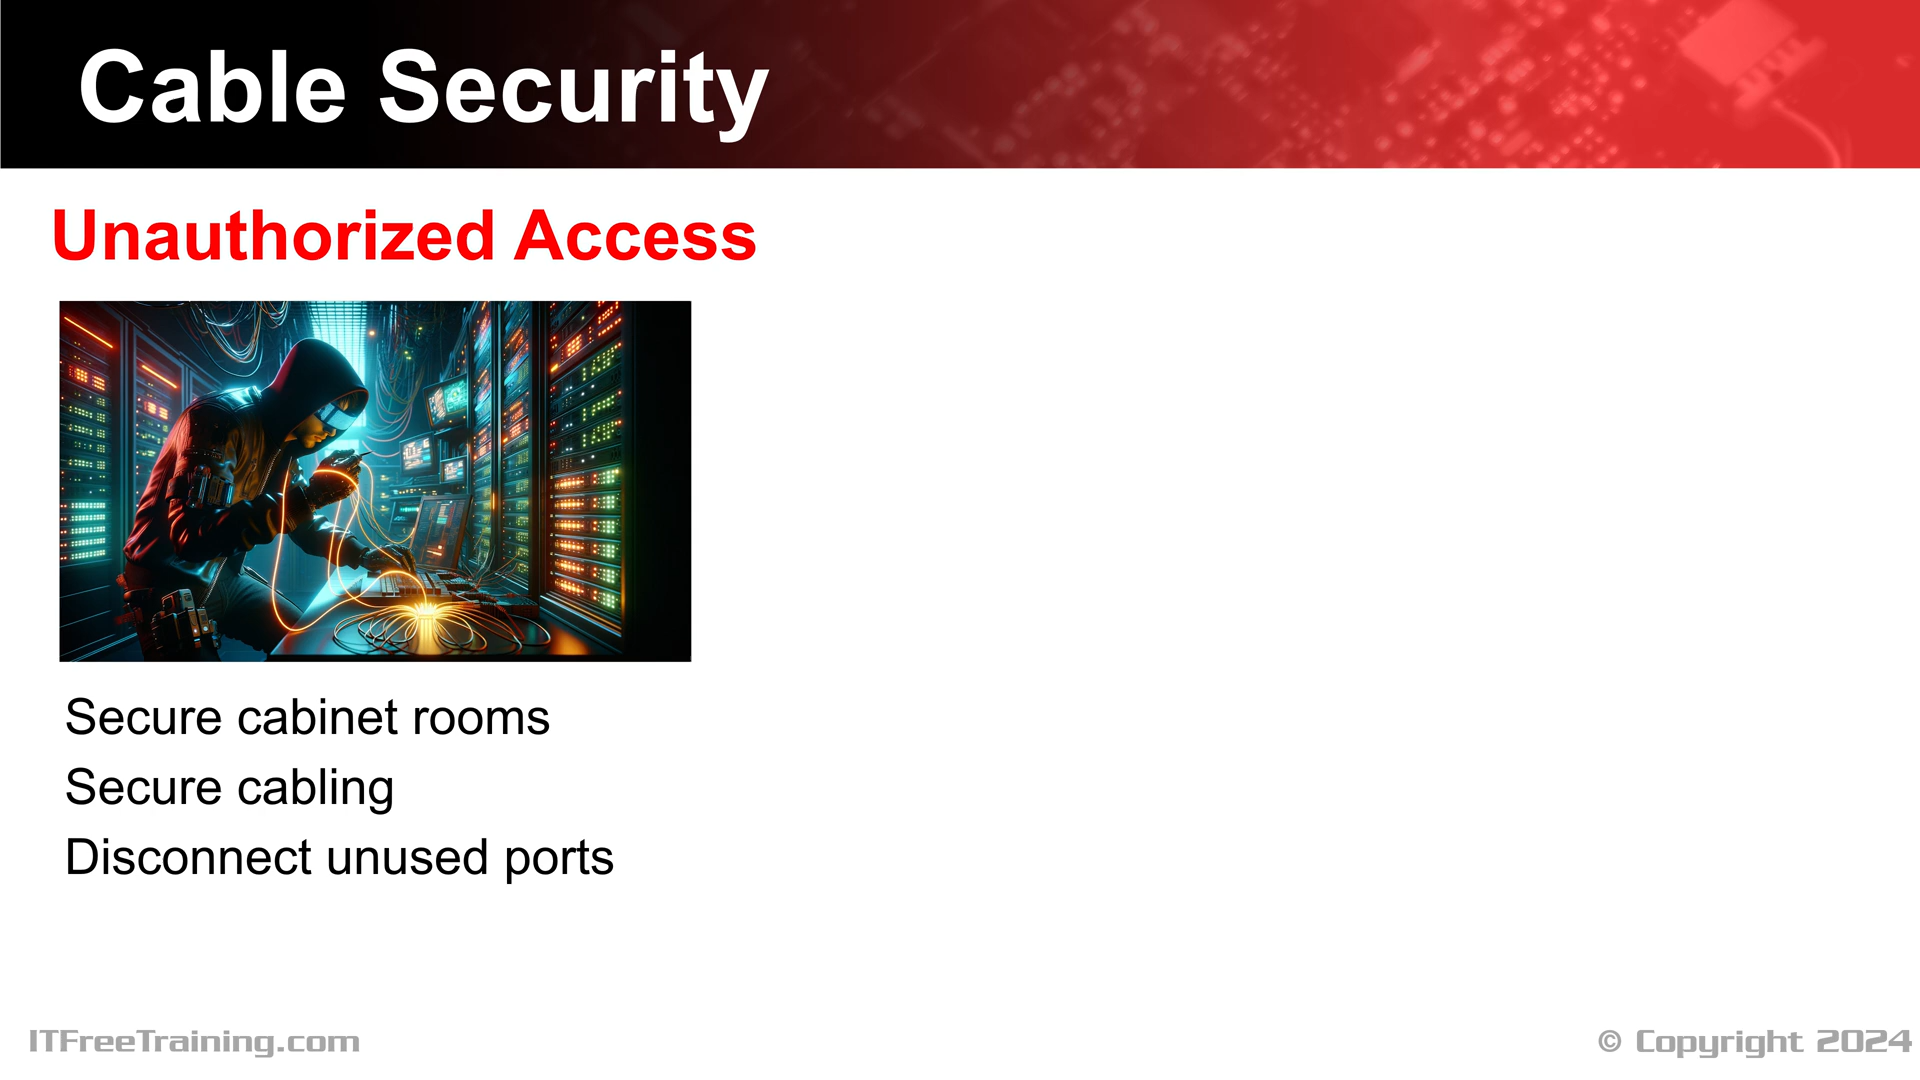 Cable Security
Unauthorized Access
Secure cabinet rooms
Secure cabling
Disconnect unused ports
ITFreeTraining.com
© Copyright 2024